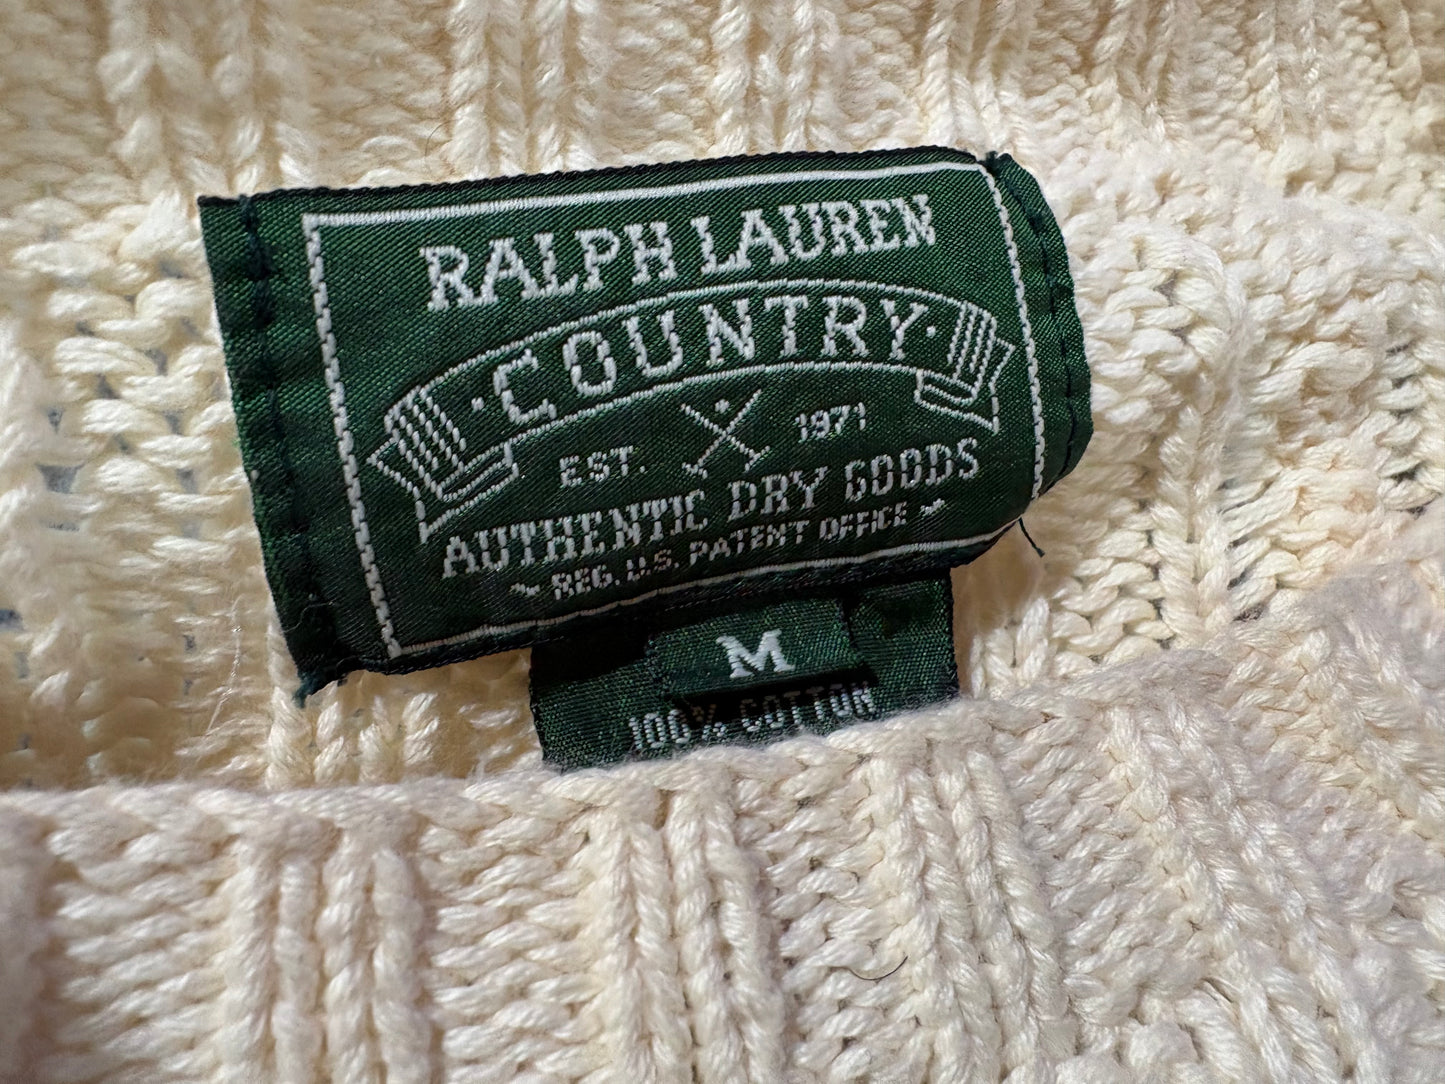 RALPH LAUREN
· COUNTRY ·
EST. 1971
AUTHENTIC DRY GOODS
REG. U.S. PATENT OFFICE
M
100% COTTON